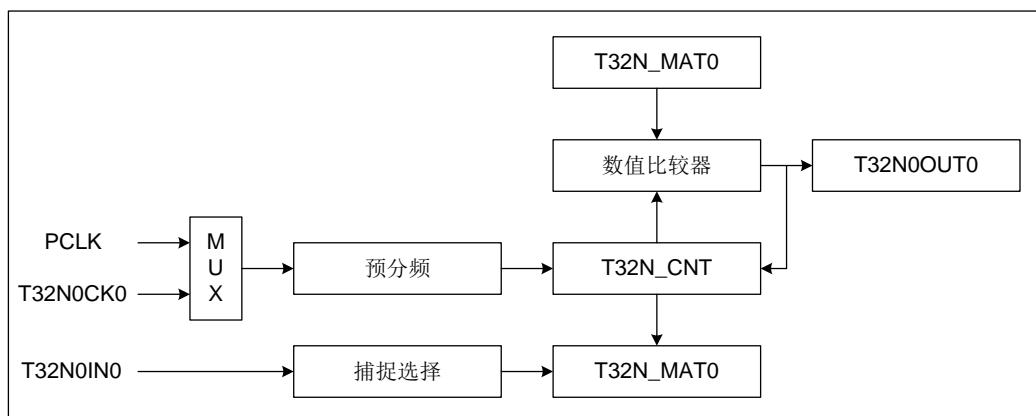 T32N_MAT0
数值比较器
T32N0OUT0
PCLK
M
U
X
预分频
T32N_CNT
T32N0CK0
T32N0IN0
捕捉选择
T32N_MAT0